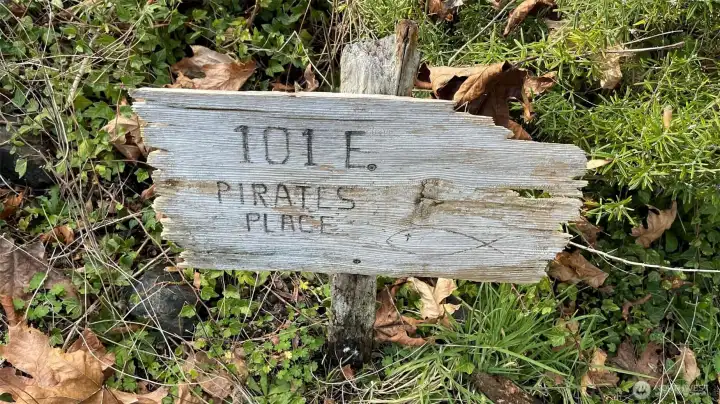 101 E.
PIRATES
PLACE